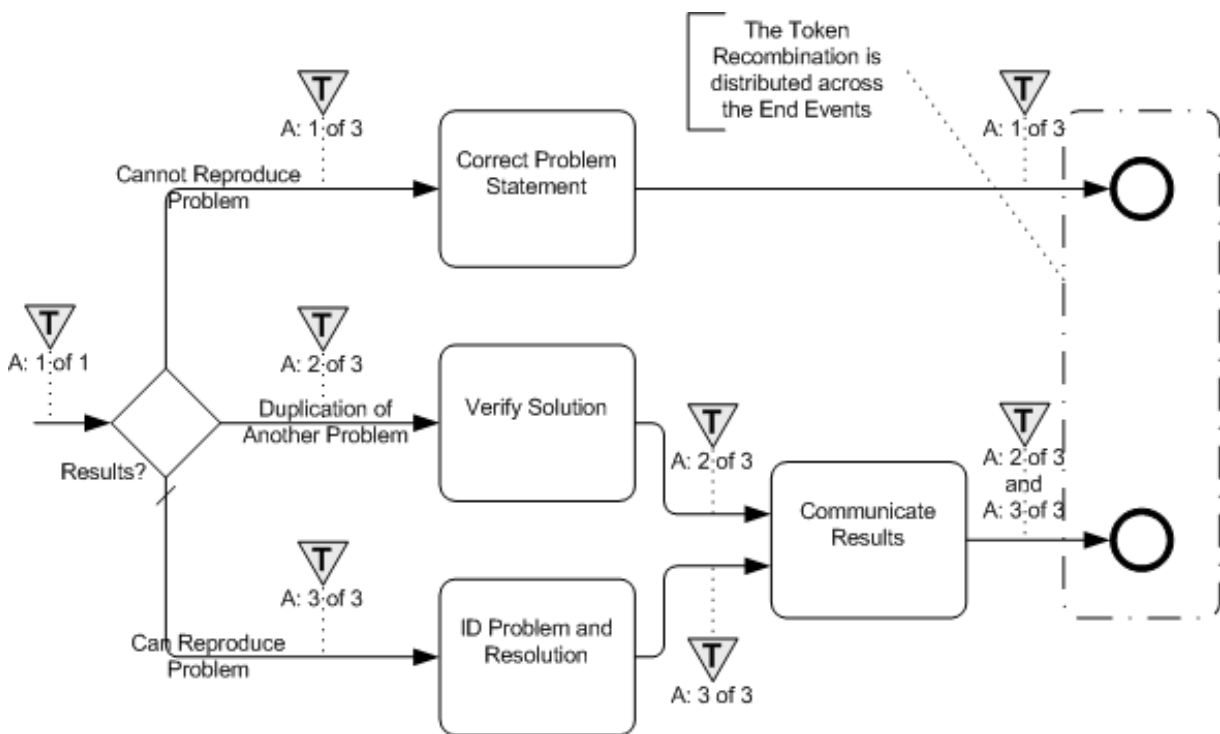 The Token
Recombination is
distributed across
the End Events
T
A: 1 of 3
T
A: 1 of 3
Correct Problem
Statement
Cannot Reproduce
Problem
T
A: 1 of 1
T
A: 2 of 3
Duplication of
Another Problem
Verify Solution
Results?
T
A: 2 of 3
T
A: 2 of 3
and
A: 3 of 3
Communicate
Results
T
A: 3 of 3
Can Reproduce
Problem
ID Problem and
Resolution
T
A: 3 of 3